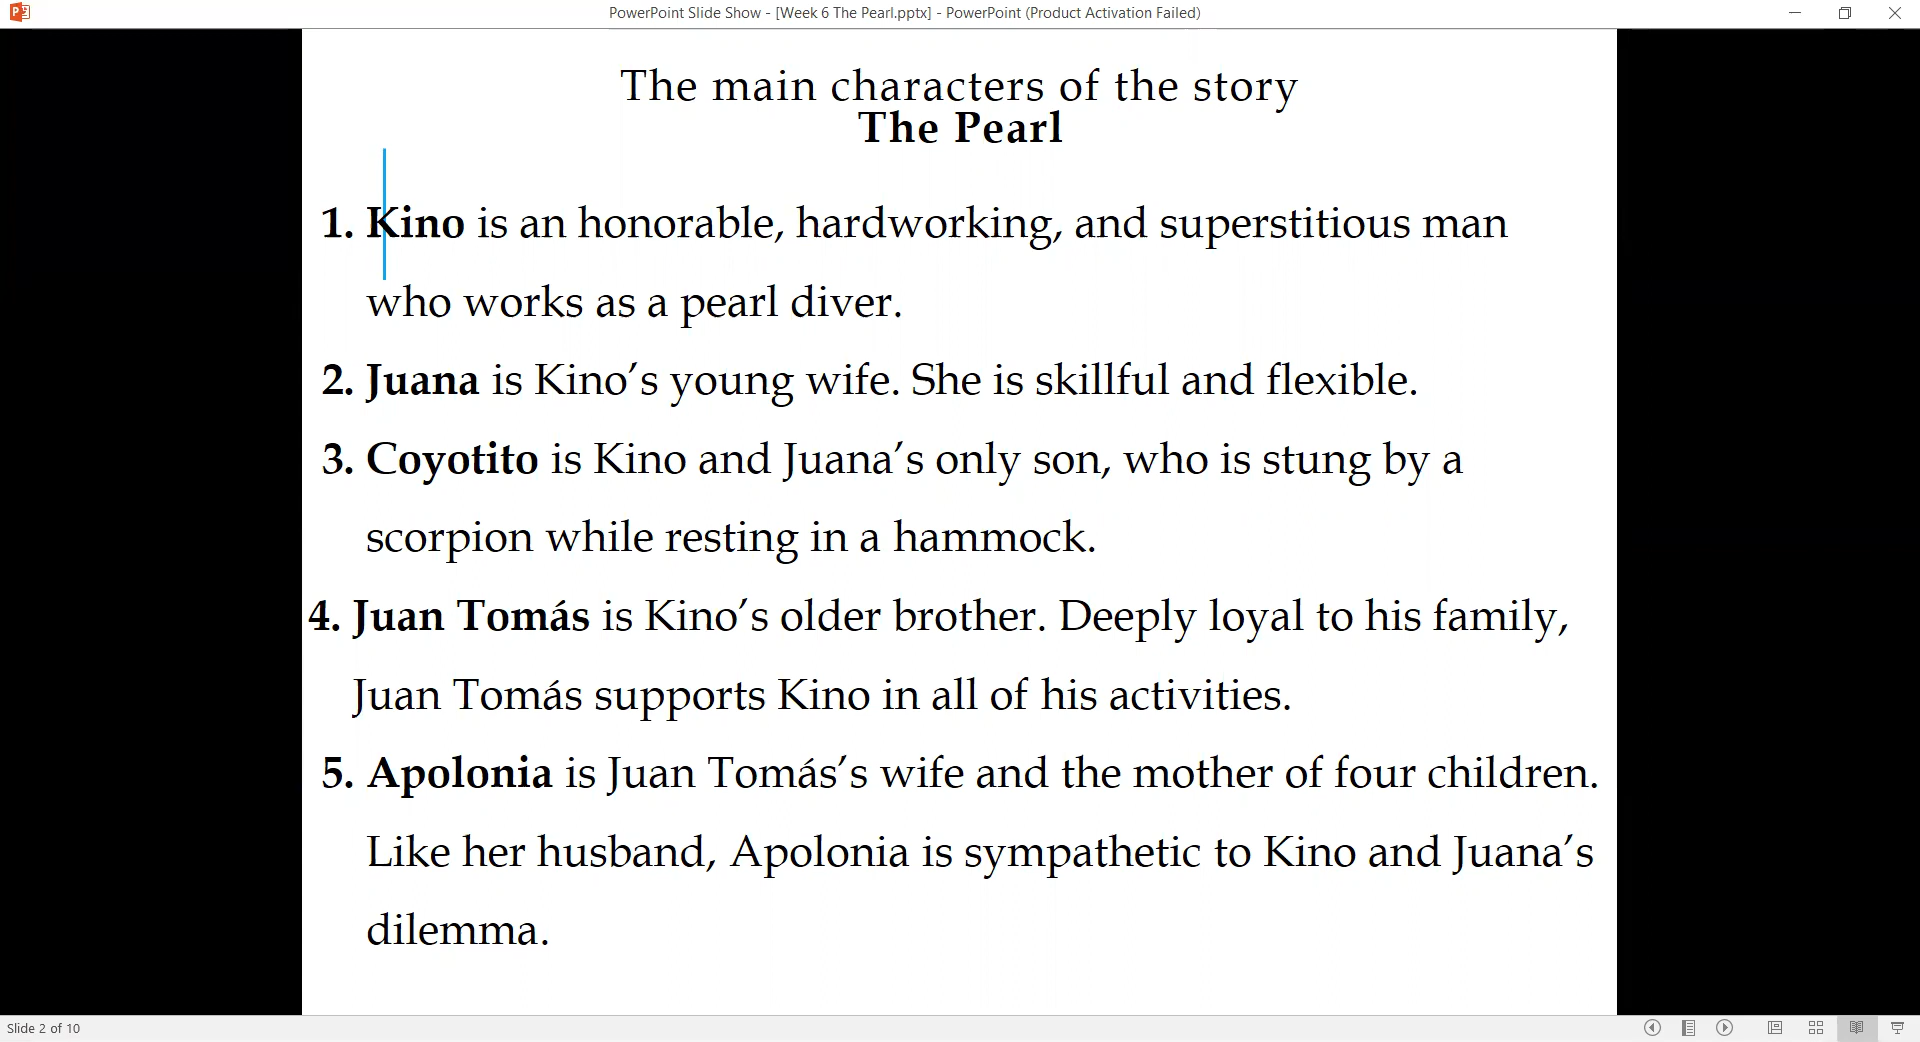 PowerPoint Slide Show - [Week 6 The Pearl.pptx] - PowerPoint (Product Activation Failed)
The main characters of the story
The Pearl
1. Kino is an honorable, hardworking, and superstitious man
who works as a pearl diver.
2. Juana is Kino’s young wife. She is skillful and flexible.
3. Coyotito is Kino and Juana’s only son, who is stung by a
scorpion while resting in a hammock.
4. Juan Tomás is Kino’s older brother. Deeply loyal to his family,
Juan Tomás supports Kino in all of his activities.
5. Apolonia is Juan Tomás’s wife and the mother of four children.
Like her husband, Apolonia is sympathetic to Kino and Juana’s
dilemma.
Slide 2 of 10